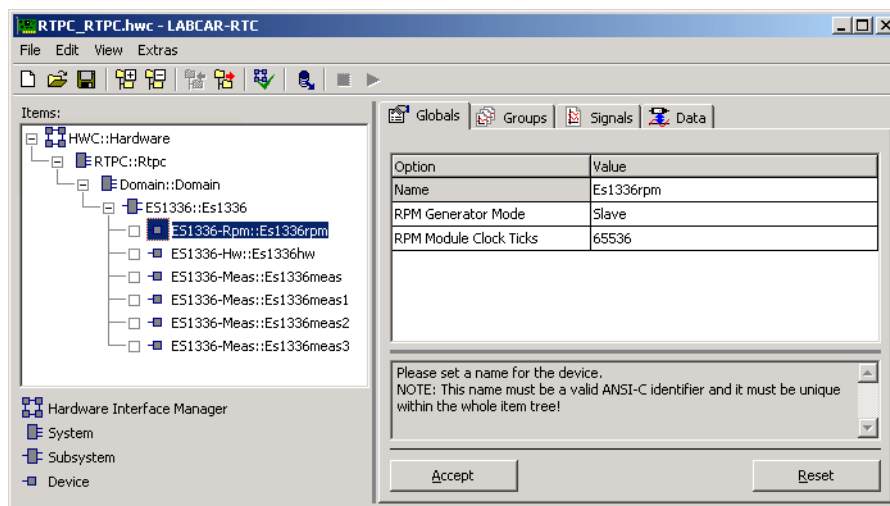 RTPC_RTPC.hwc - LABCAR-RTC
File Edit View Extras
Items:
HWC::Hardware
RTPC::Rtpc
Domain::Domain
ES1336::Es1336
ES1336-Rpm::Es1336rpm
ES1336-Hw::Es1336hw
ES1336-Meas::Es1336meas
ES1336-Meas::Es1336meas1
ES1336-Meas::Es1336meas2
ES1336-Meas::Es1336meas3
Hardware Interface Manager
System
Subsystem
Device
Globals Groups Signals Data
Option Value
Name Es1336rpm
RPM Generator Mode Slave
RPM Module Clock Ticks 65536
Please set a name for the device.
NOTE: This name must be a valid ANSI-C identifier and it must be unique
within the whole item tree!
Accept Reset